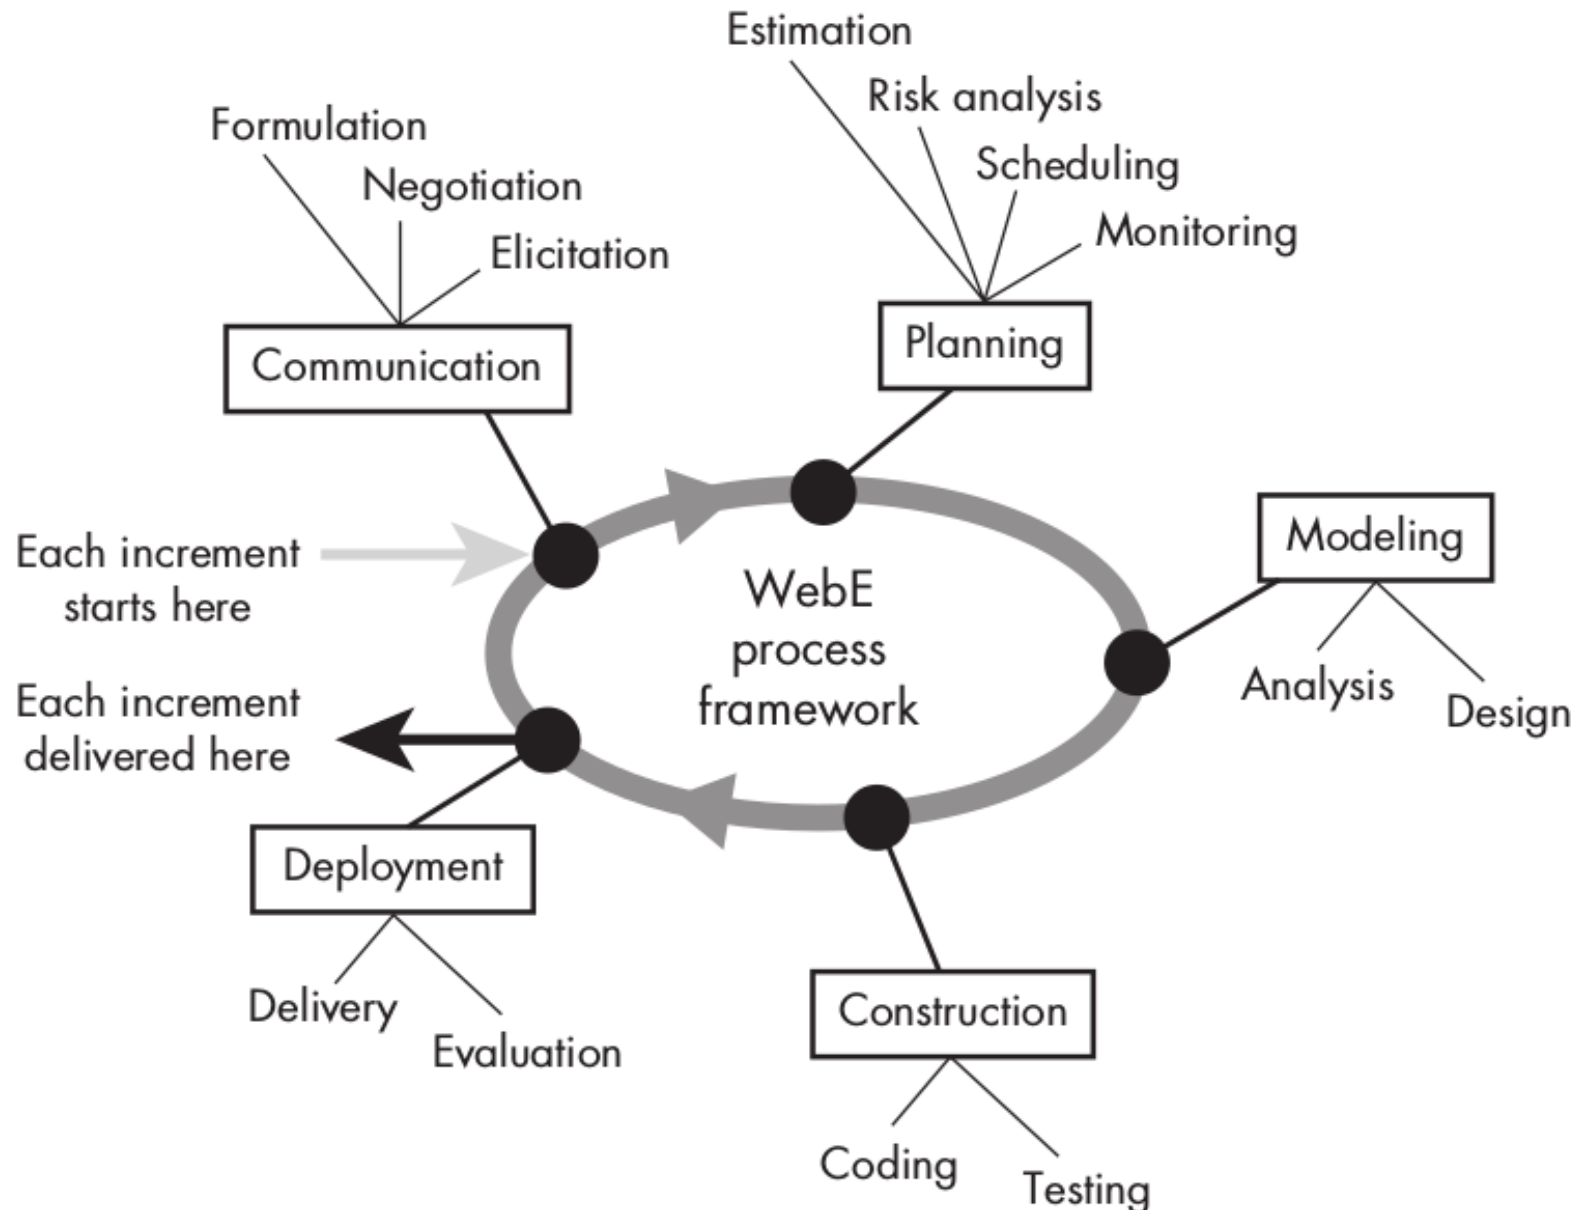 Estimation
Risk analysis
Scheduling
Monitoring
Planning
Formulation
Negotiation
Elicitation
Communication
Each increment
starts here
WebE
process
framework
Modeling
Analysis
Design
Each increment
delivered here
Deployment
Delivery
Evaluation
Construction
Coding
Testing